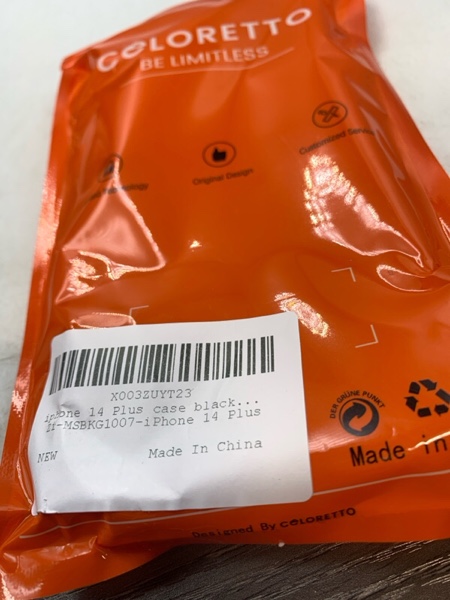 COLORETTO
BE LIMITLESS
Original Design
Customized
X003ZUYT23
iphone 14 Plus case black...
-MSBKG1007-iPhone 14 Plus
NEW
Made In China
DER GRÜNE PUNKT
Made in
Designed By COLORETTO